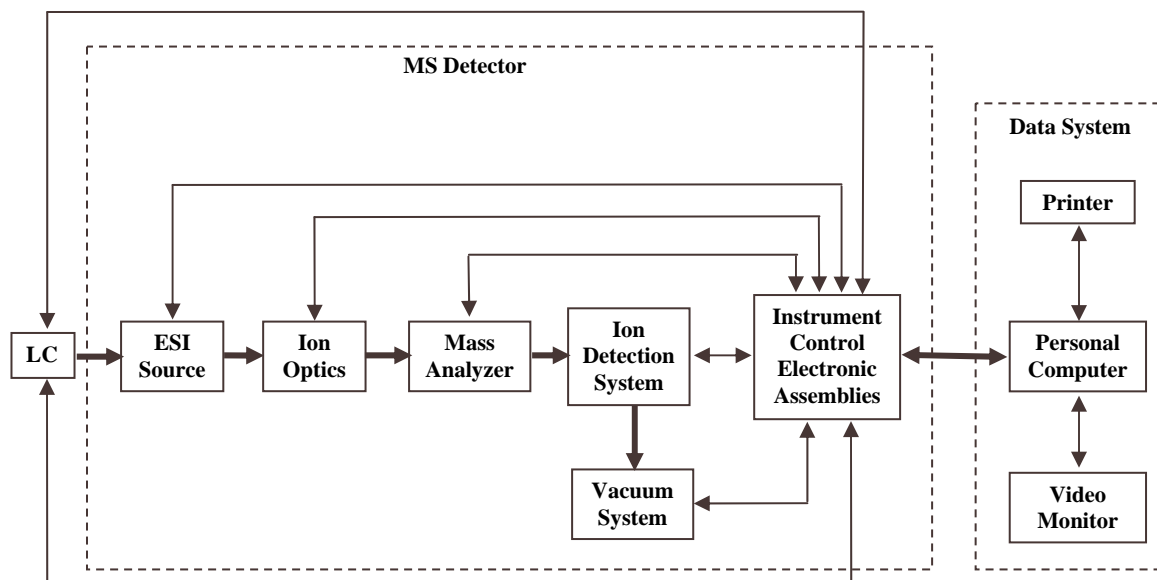 MS Detector
Data System
Printer
LC
ESI
Source
Ion
Optics
Mass
Analyzer
Ion
Detection
System
Instrument
Control
Electronic
Assemblies
Personal
Computer
Vacuum
System
Video
Monitor